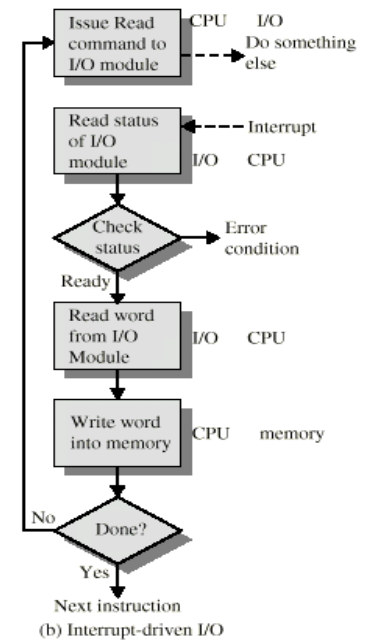 Issue Read
command to
I/O module
CPU I/O
Do something
else
Read status
of I/O
module
Interrupt
I/O CPU
Check
status
Error
condition
Ready
Read word
from I/O
Module
I/O CPU
Write word
into memory
CPU memory
No
Done?
Yes
Next instruction
(b) Interrupt-driven I/O